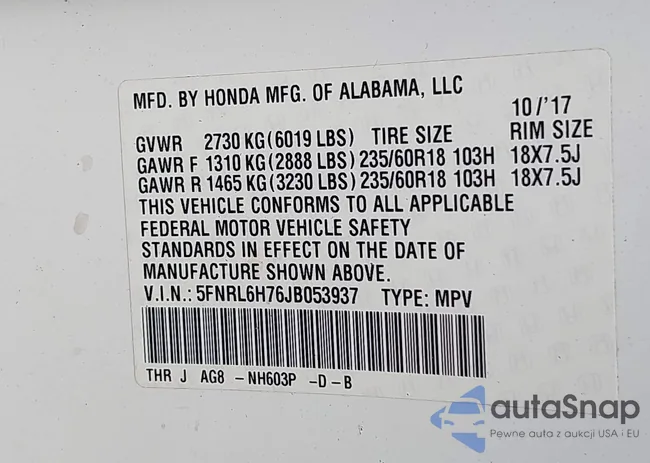 MFD. BY HONDA MFG. OF ALABAMA, LLC
10/'17
GVWR 2730 KG(6019 LBS) TIRE SIZE RIM SIZE
GAWR F 1310 KG(2888 LBS) 235/60R18 103H 18X7.5J
GAWR R 1465 KG(3230 LBS) 235/60R18 103H 18X7.5J
THIS VEHICLE CONFORMS TO ALL APPLICABLE
FEDERAL MOTOR VEHICLE SAFETY
STANDARDS IN EFFECT ON THE DATE OF
MANUFACTURE SHOWN ABOVE.
V.I.N.: 5FNRL6H76JB053937 TYPE: MPV
THR J AG8 -NH603P -D-B
autaSnap
Pewne auta z aukcji USA i EU